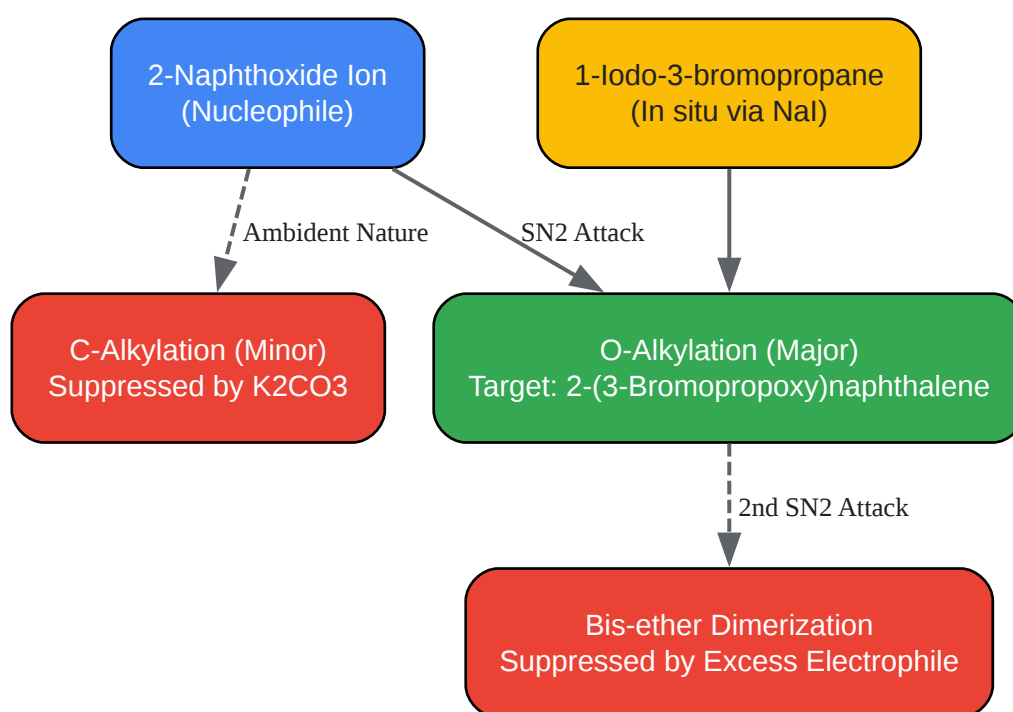 2-Naphthoxide Ion
(Nucleophile)
1-Iodo-3-bromopropane
(In situ via NaI)
Ambident Nature
SN2 Attack
C-Alkylation (Minor)
Suppressed by K2CO3
O-Alkylation (Major)
Target: 2-(3-Bromopropoxy)naphthalene
2nd SN2 Attack
Bis-ether Dimerization
Suppressed by Excess Electrophile